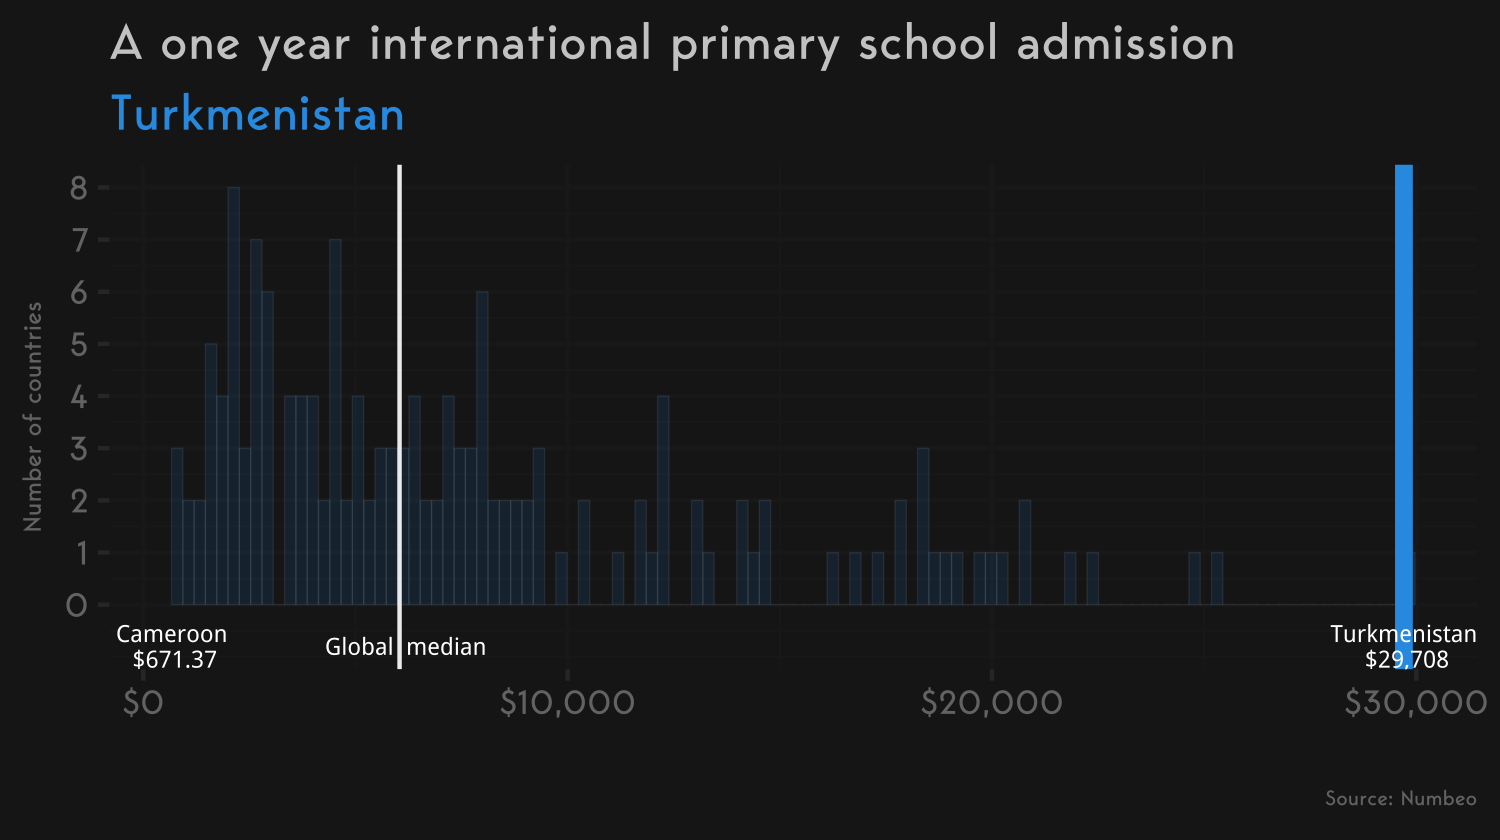 A one year international primary school admission
Turkmenistan
Number of countries
8
7
6
5
4
3
2
1
0
Cameroon
$671.37
Global median
Turkmenistan
$29,708
$0 $10,000 $20,000 $30,000
Source: Numbeo